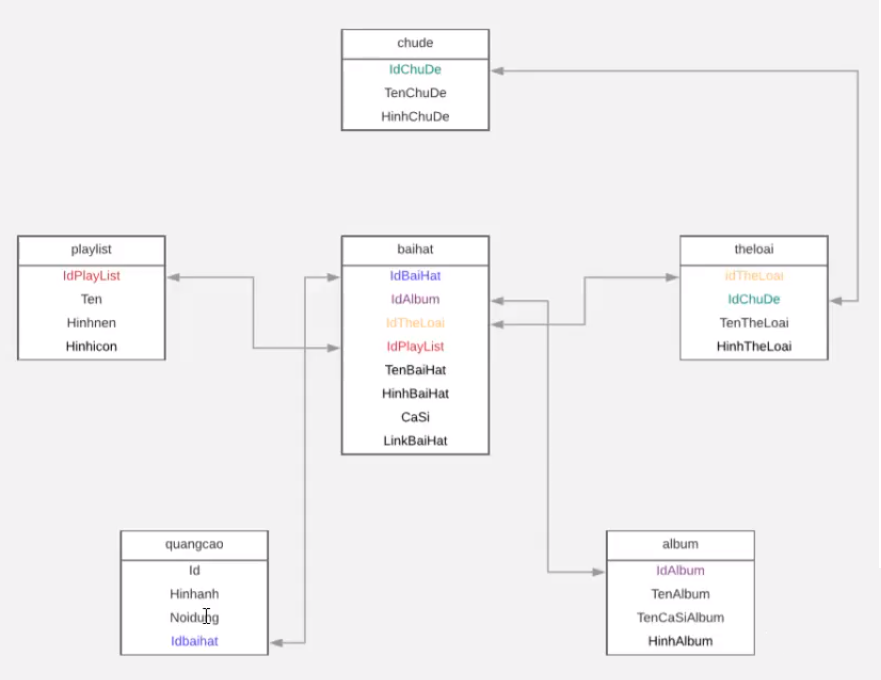 chude
IdChuDe
TenChuDe
HinhChuDe
playlist
IdPlayList
Ten
Hinhnen
Hinhicon
baihat
IdBaiHat
IdAlbum
IdTheLoai
IdPlayList
TenBaiHat
HinhBaiHat
CaSi
LinkBaiHat
theloai
idTheLoai
IdChuDe
TenTheLoai
HinhTheLoai
quangcao
Id
Hinhanh
Noidung
Idbaihat
album
IdAlbum
TenAlbum
TenCaSiAlbum
HinhAlbum